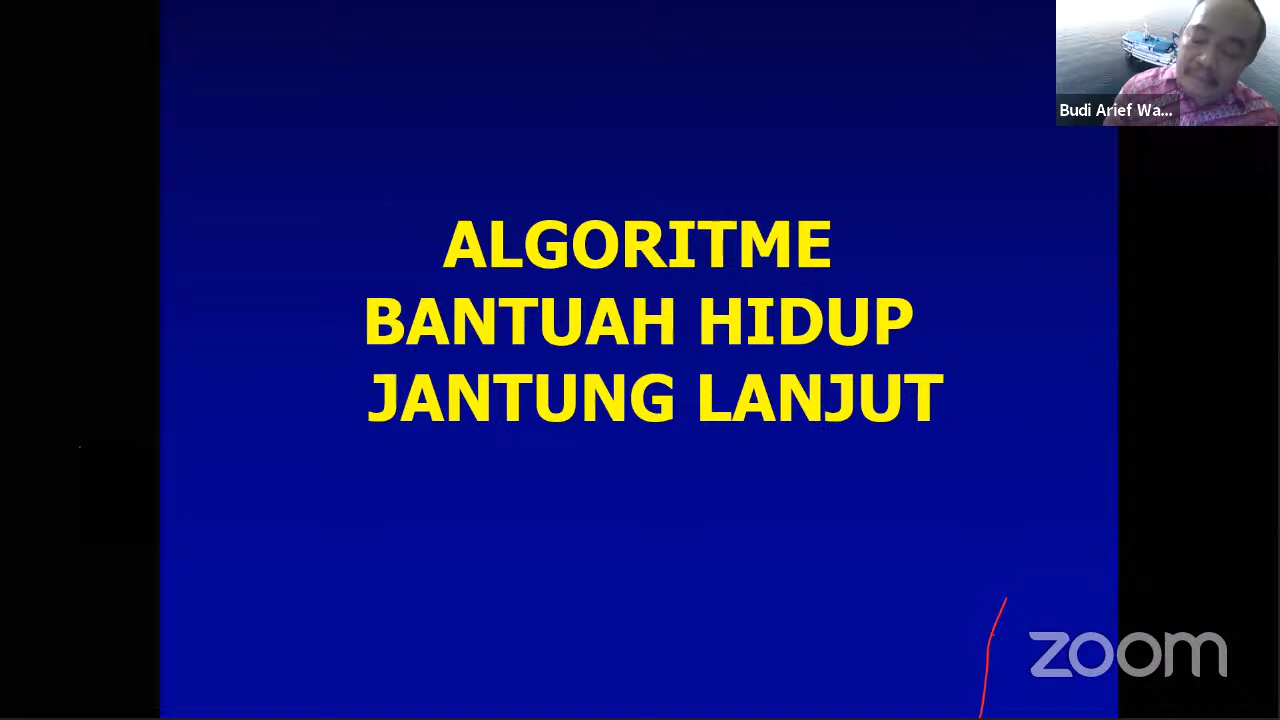 Budi Arief Wa...
ALGORITME
BANTUAH HIDUP
JANTUNG LANJUT
zoom